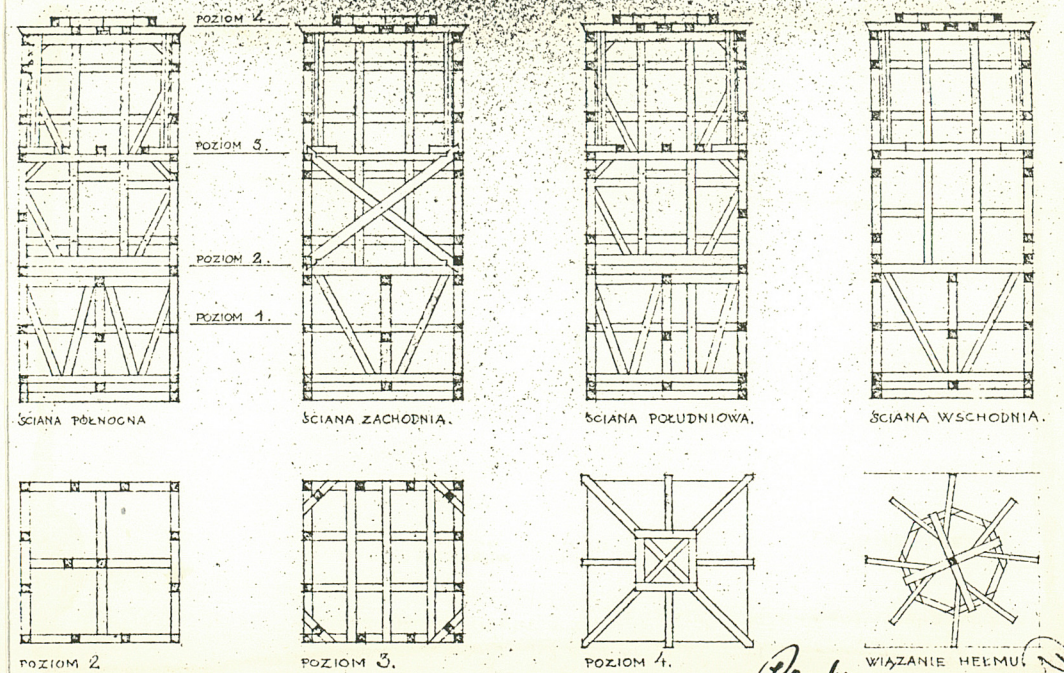 POZIOM 4.
POZIOM 3.
POZIOM 2.
POZIOM 1.
ŚCIANA PÓŁNOCNA
ŚCIANA ZACHODNIA.
ŚCIANA POŁUDNIOWA.
ŚCIANA WSCHODNIA.
POZIOM 2
POZIOM 3.
POZIOM 4.
WIĄZANIE HEŁMU.